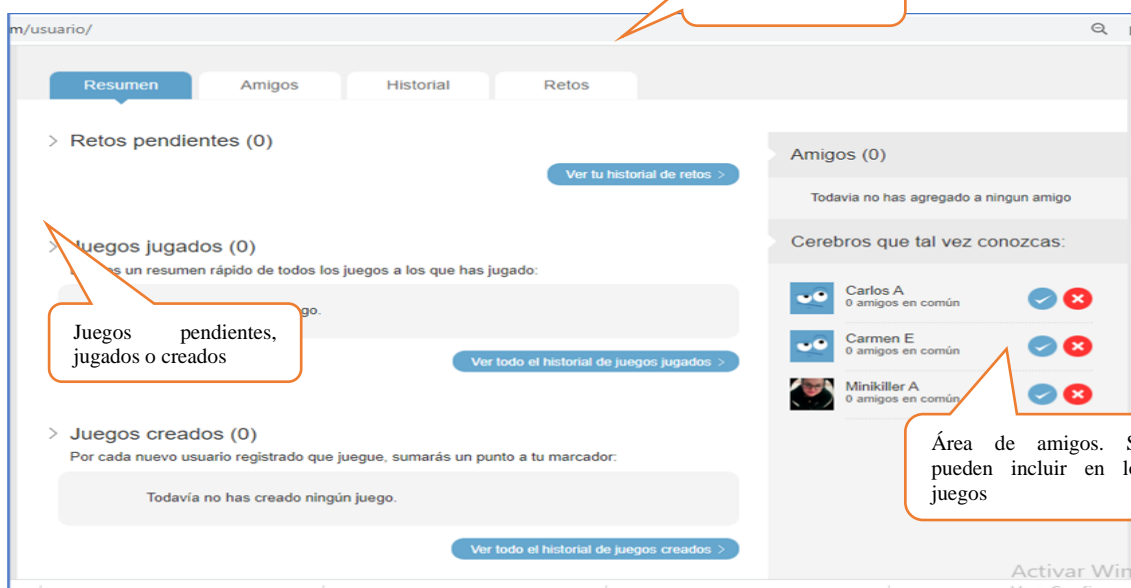 m/usuario/
Resumen Amigos Historial Retos
Retos pendientes (0)
Ver tu historial de retos >
Juegos jugados (0)
un resumen rápido de todos los juegos a los que has jugado:
go.
Juegos pendientes,
jugados o creados
Ver todo el historial de juegos jugados >
Juegos creados (0)
Por cada nuevo usuario registrado que juegue, sumarás un punto a tu marcador:
Todavía no has creado ningún juego.
Ver todo el historial de juegos creados >
Amigos (0)
Todavia no has agregado a ningun amigo
Cerebros que tal vez conozcas:
Carlos A
0 amigos en común
Carmen E
0 amigos en común
Minikiller A
0 amigos en común
Área de amigos. S
pueden incluir en l
juegos
Activar Win